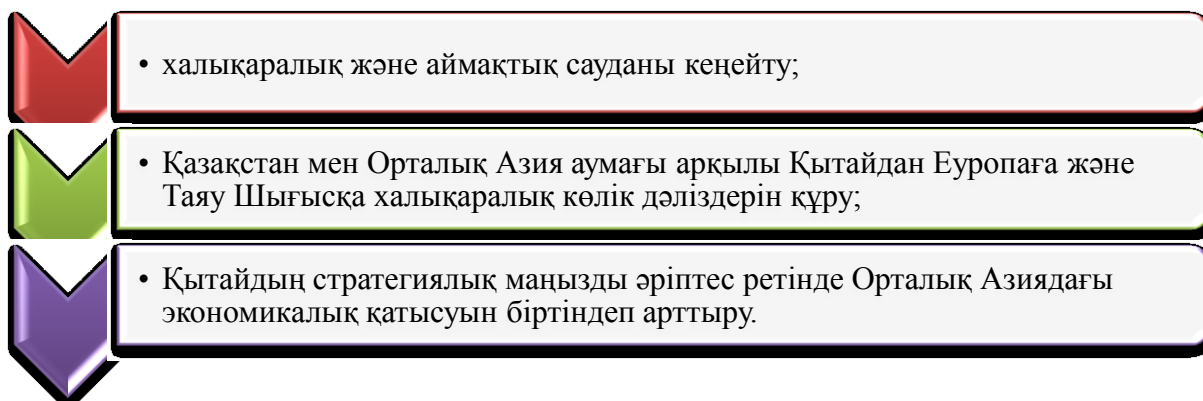 • халықаралық және аймақтық сауданы кеңейту;
• Қазақстан мен Орталық Азия аумағы арқылы Қытайдан Еуропаға және
Таяу Шығысқа халықаралық көлік дәліздерін құру;
• Қытайдың стратегиялық маңызды әріптес ретінде Орталық Азиядағы
экономикалық қатысуын біртіндеп арттыру.